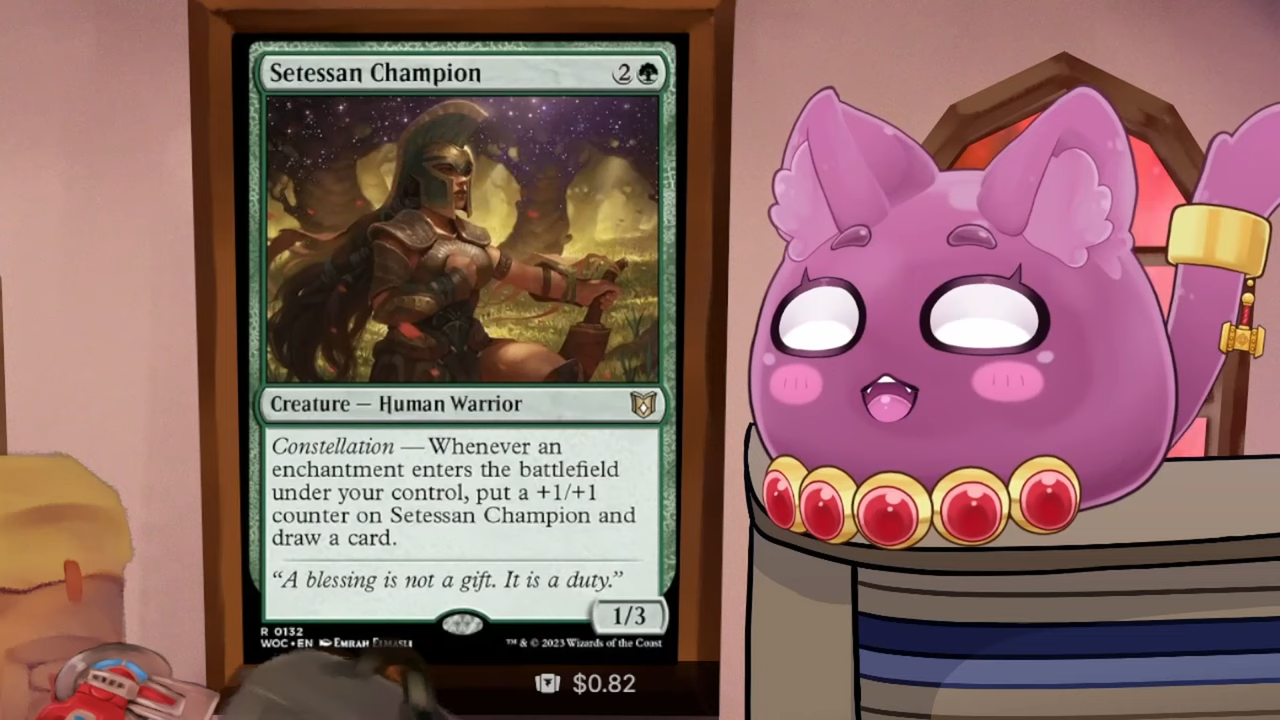 Setessan Champion 2
Creature — Human Warrior
Constellation — Whenever an
enchantment enters the battlefield
under your control, put a +1/+1
counter on Setessan Champion and
draw a card.
“A blessing is not a gift. It is a duty.”
1/3
R 0132
WOC • EN EMRAH ELMASLI
™ & © 2023 Wizards of the Coast
$0.82